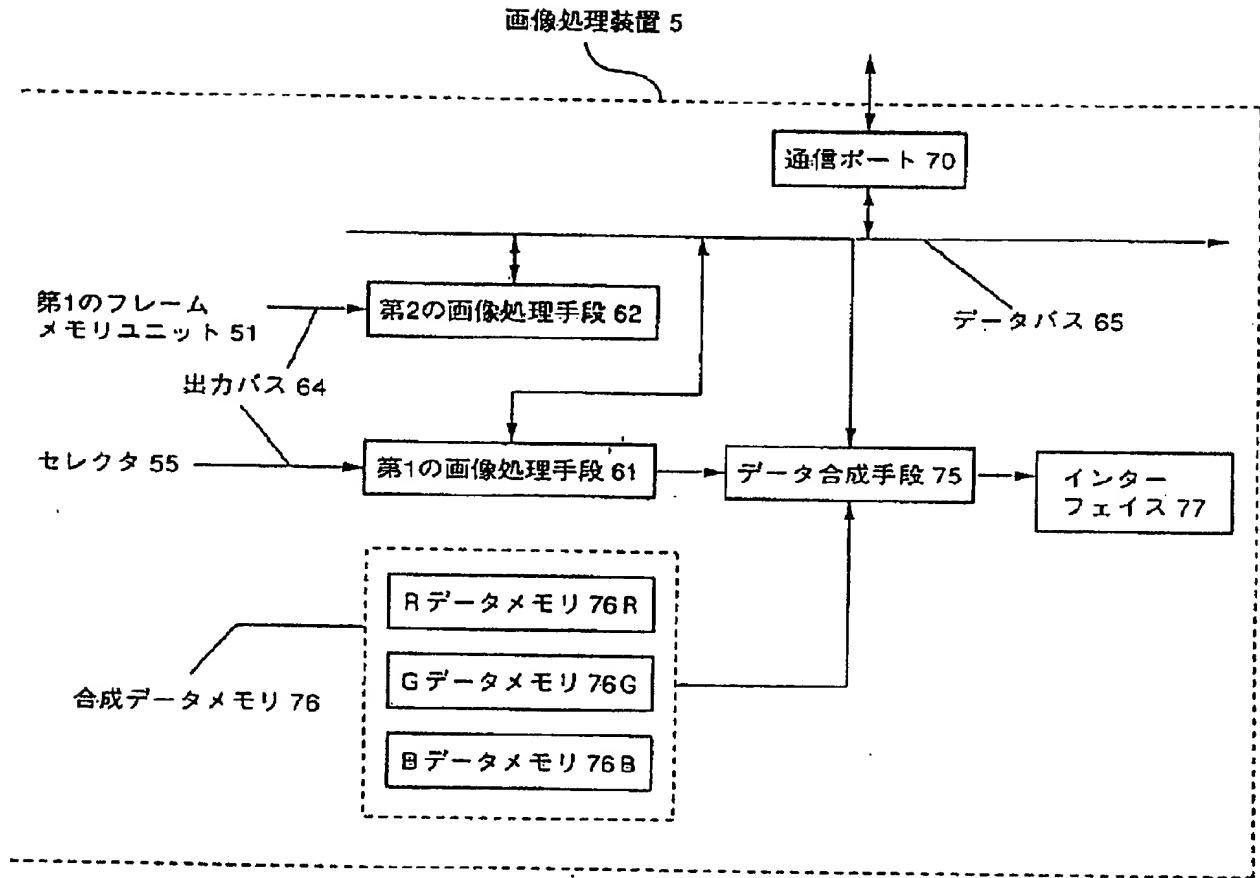 画像処理装置 5
通信ポート 70
第1のフレーム
メモリユニット 51
第2の画像処理手段 62
データバス 65
出力バス 64
セレクタ 55
第1の画像処理手段 61
データ合成手段 75
インター
フェイス 77
Rデータメモリ 76R
Gデータメモリ 76G
合成データメモリ 76
Bデータメモリ 76B